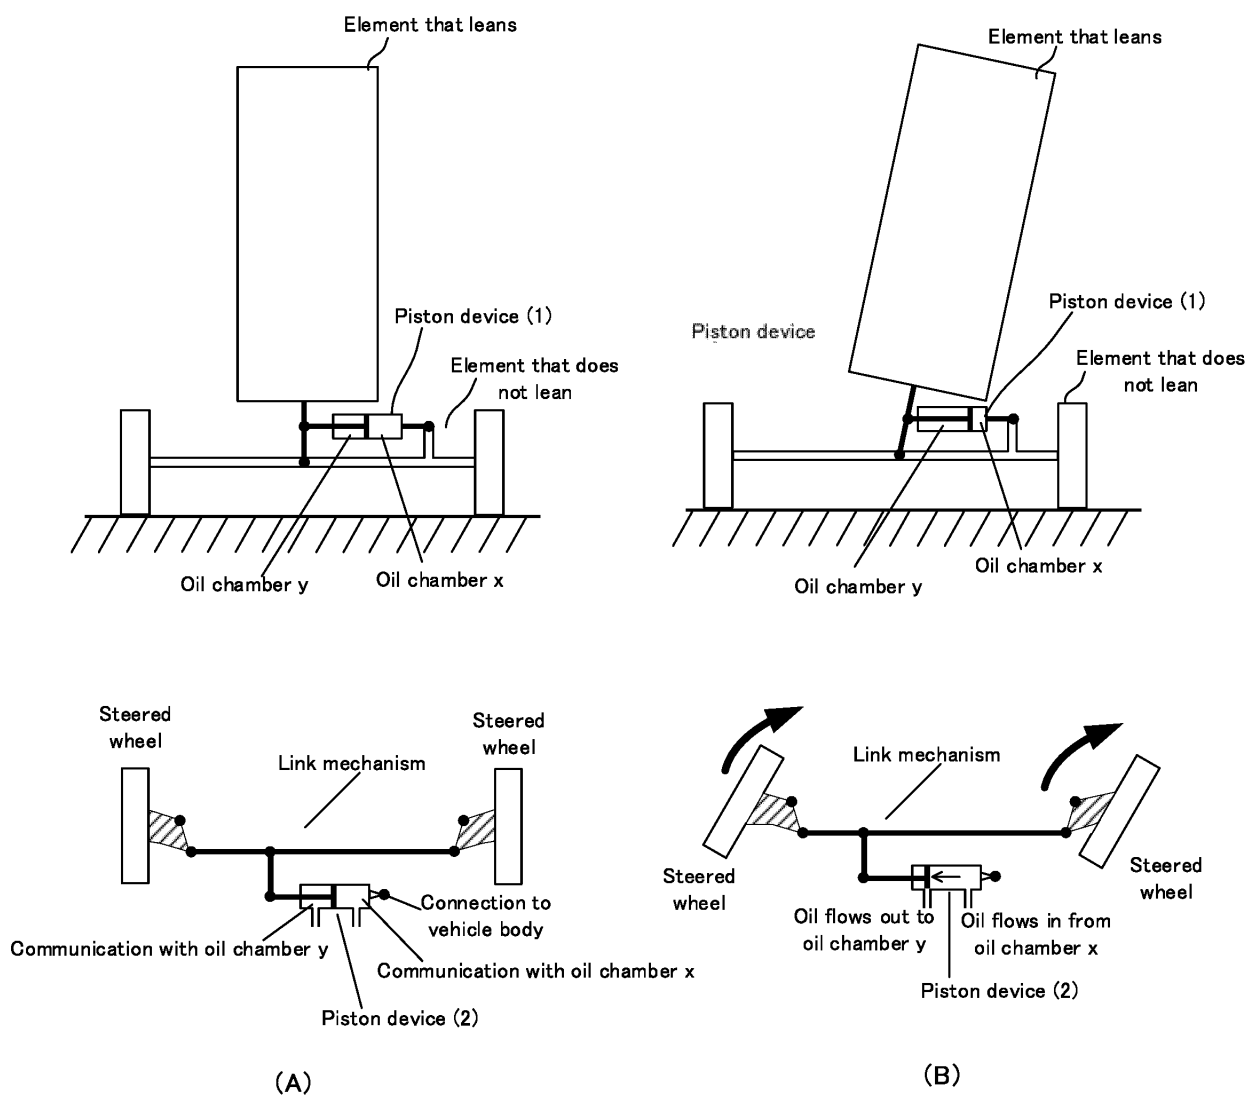 Element that leans
Piston device (1)
Element that does
not lean
Oil chamber y
Oil chamber x
Element that leans
Piston device
Piston device (1)
Element that does
not lean
Oil chamber x
Oil chamber y
Steered
wheel
Steered
wheel
Link mechanism
Connection to
vehicle body
Communication with oil chamber y
Communication with oil chamber x
Piston device (2)
(A)
Link mechanism
Steered
wheel
Steered
wheel
Oil flows out to
oil chamber y
Oil flows in from
oil chamber x
Piston device (2)
(B)